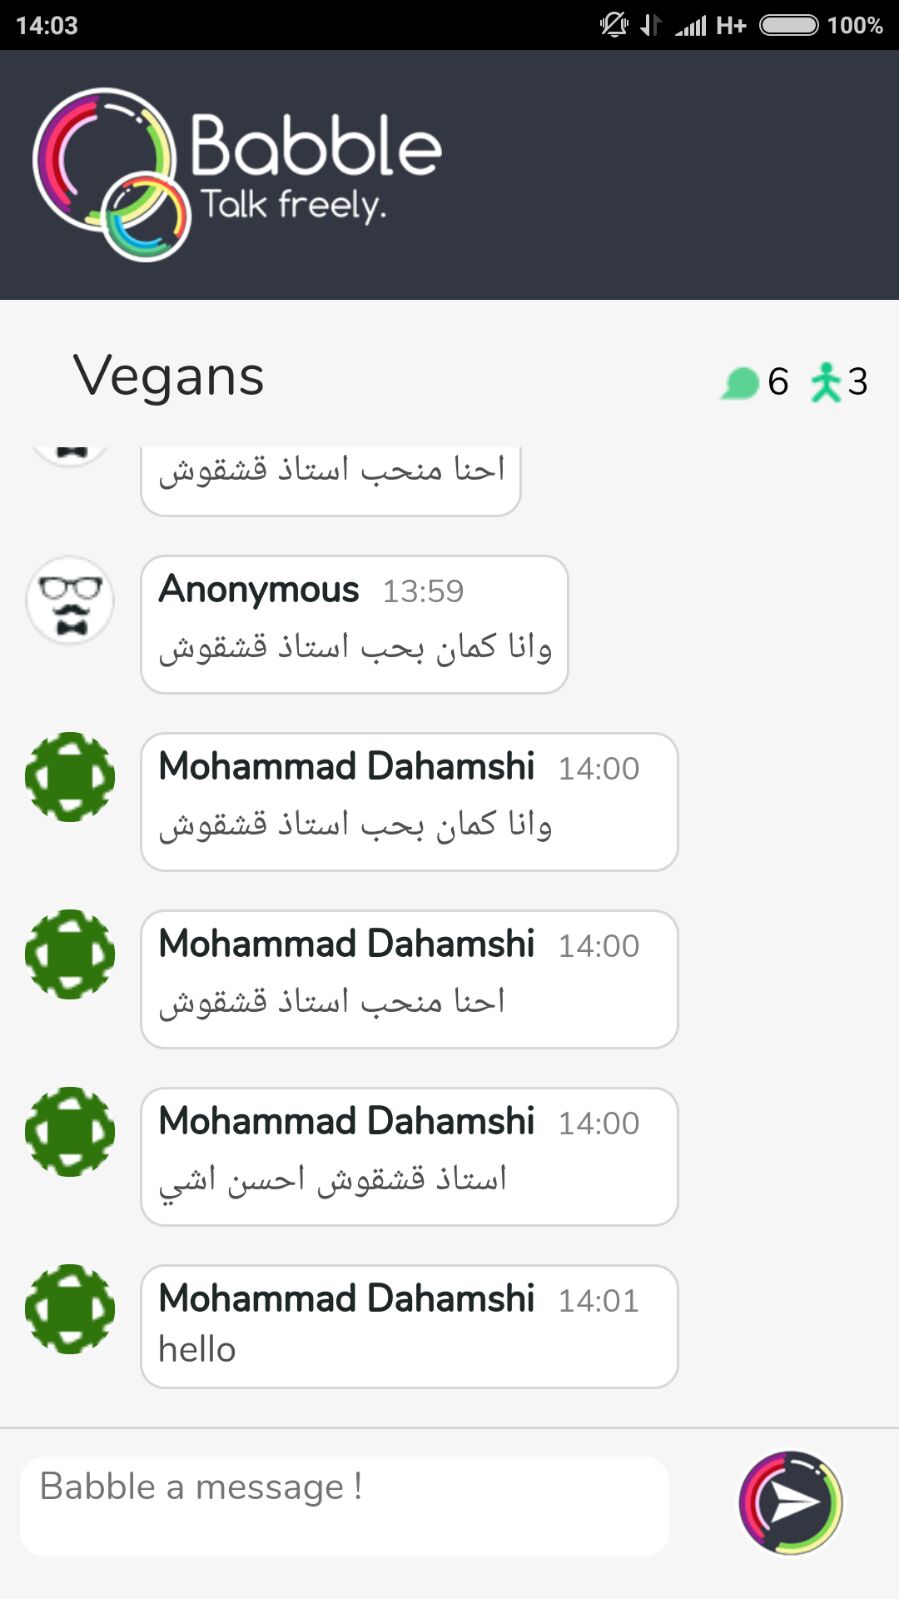 14:03
H+ 100%
Babble
Talk freely.
Vegans
6 3
احنا منحب استاذ قشقوش
Anonymous 13:59
وانا كمان بحب استاذ قشقوش
Mohammad Dahamshi 14:00
وانا كمان بحب استاذ قشقوش
Mohammad Dahamshi 14:00
احنا منحب استاذ قشقوش
Mohammad Dahamshi 14:00
استاذ قشقوش احسن اشي
Mohammad Dahamshi 14:01
hello
Babble a message !